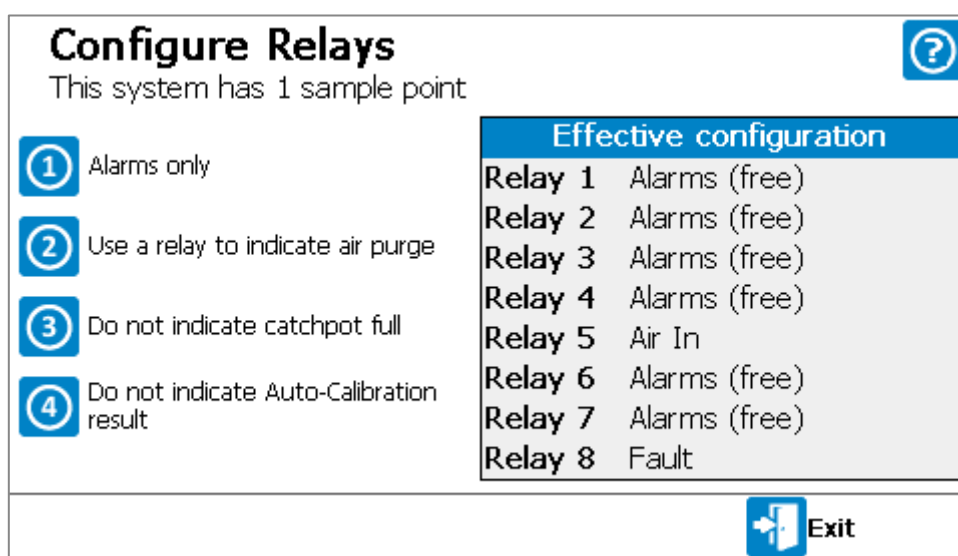 Configure Relays
This system has 1 sample point
?
1 Alarms only
2 Use a relay to indicate air purge
3 Do not indicate catchpot full
4 Do not indicate Auto-Calibration
result
Effective configuration
Relay 1 Alarms (free)
Relay 2 Alarms (free)
Relay 3 Alarms (free)
Relay 4 Alarms (free)
Relay 5 Air In
Relay 6 Alarms (free)
Relay 7 Alarms (free)
Relay 8 Fault
Exit